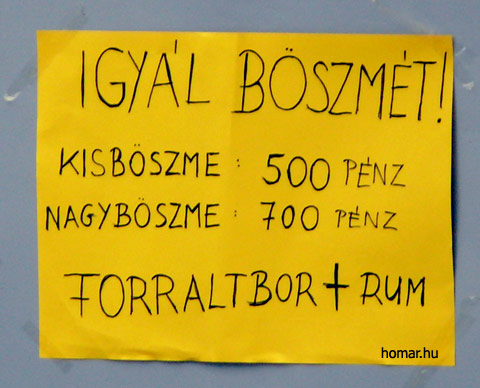 IGYÁL BÖSZMÉT!
KISBÖSZME : 500 PÉNZ
NAGYBÖSZME : 700 PÉNZ
FORRALTBOR + RUM
homar.hu